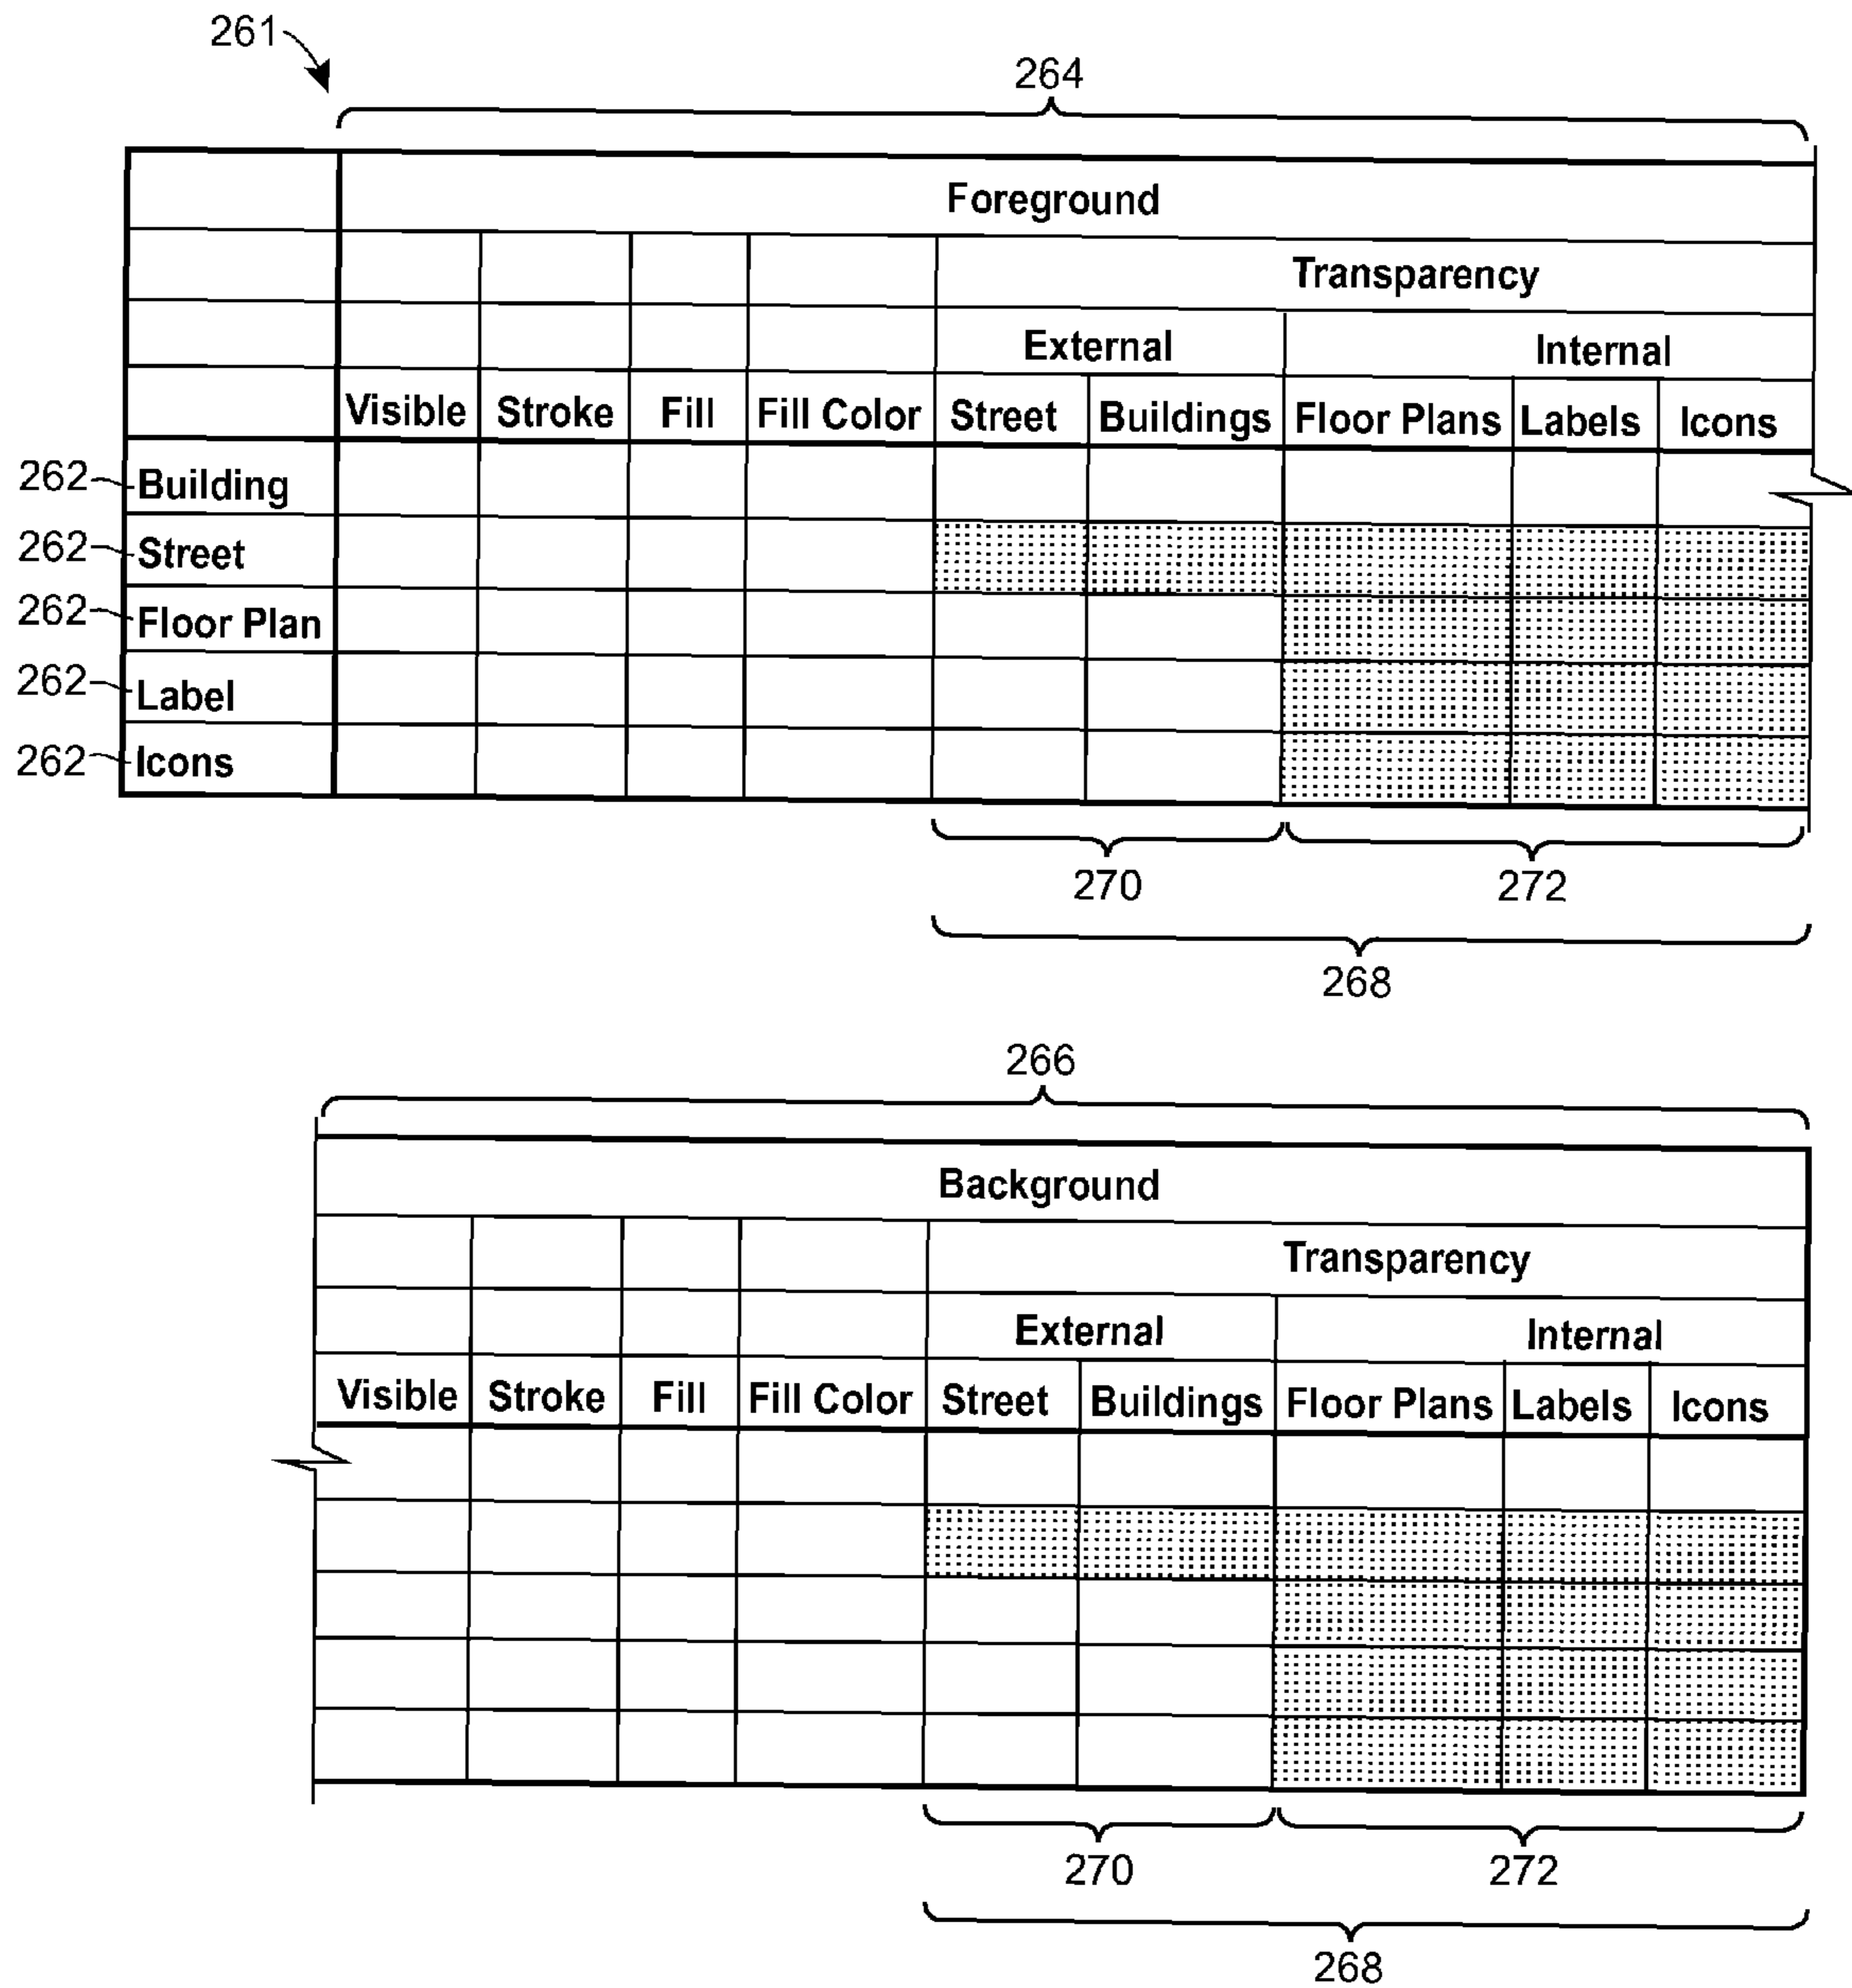 261
264
Foreground
Transparency
External Internal
Visible Stroke Fill Fill Color Street Buildings Floor Plans Labels Icons
262 Building
262 Street
262 Floor Plan
262 Label
262 Icons
270 272
268
266
Background
Transparency
External Internal
Visible Stroke Fill Fill Color Street Buildings Floor Plans Labels Icons
270 272
268